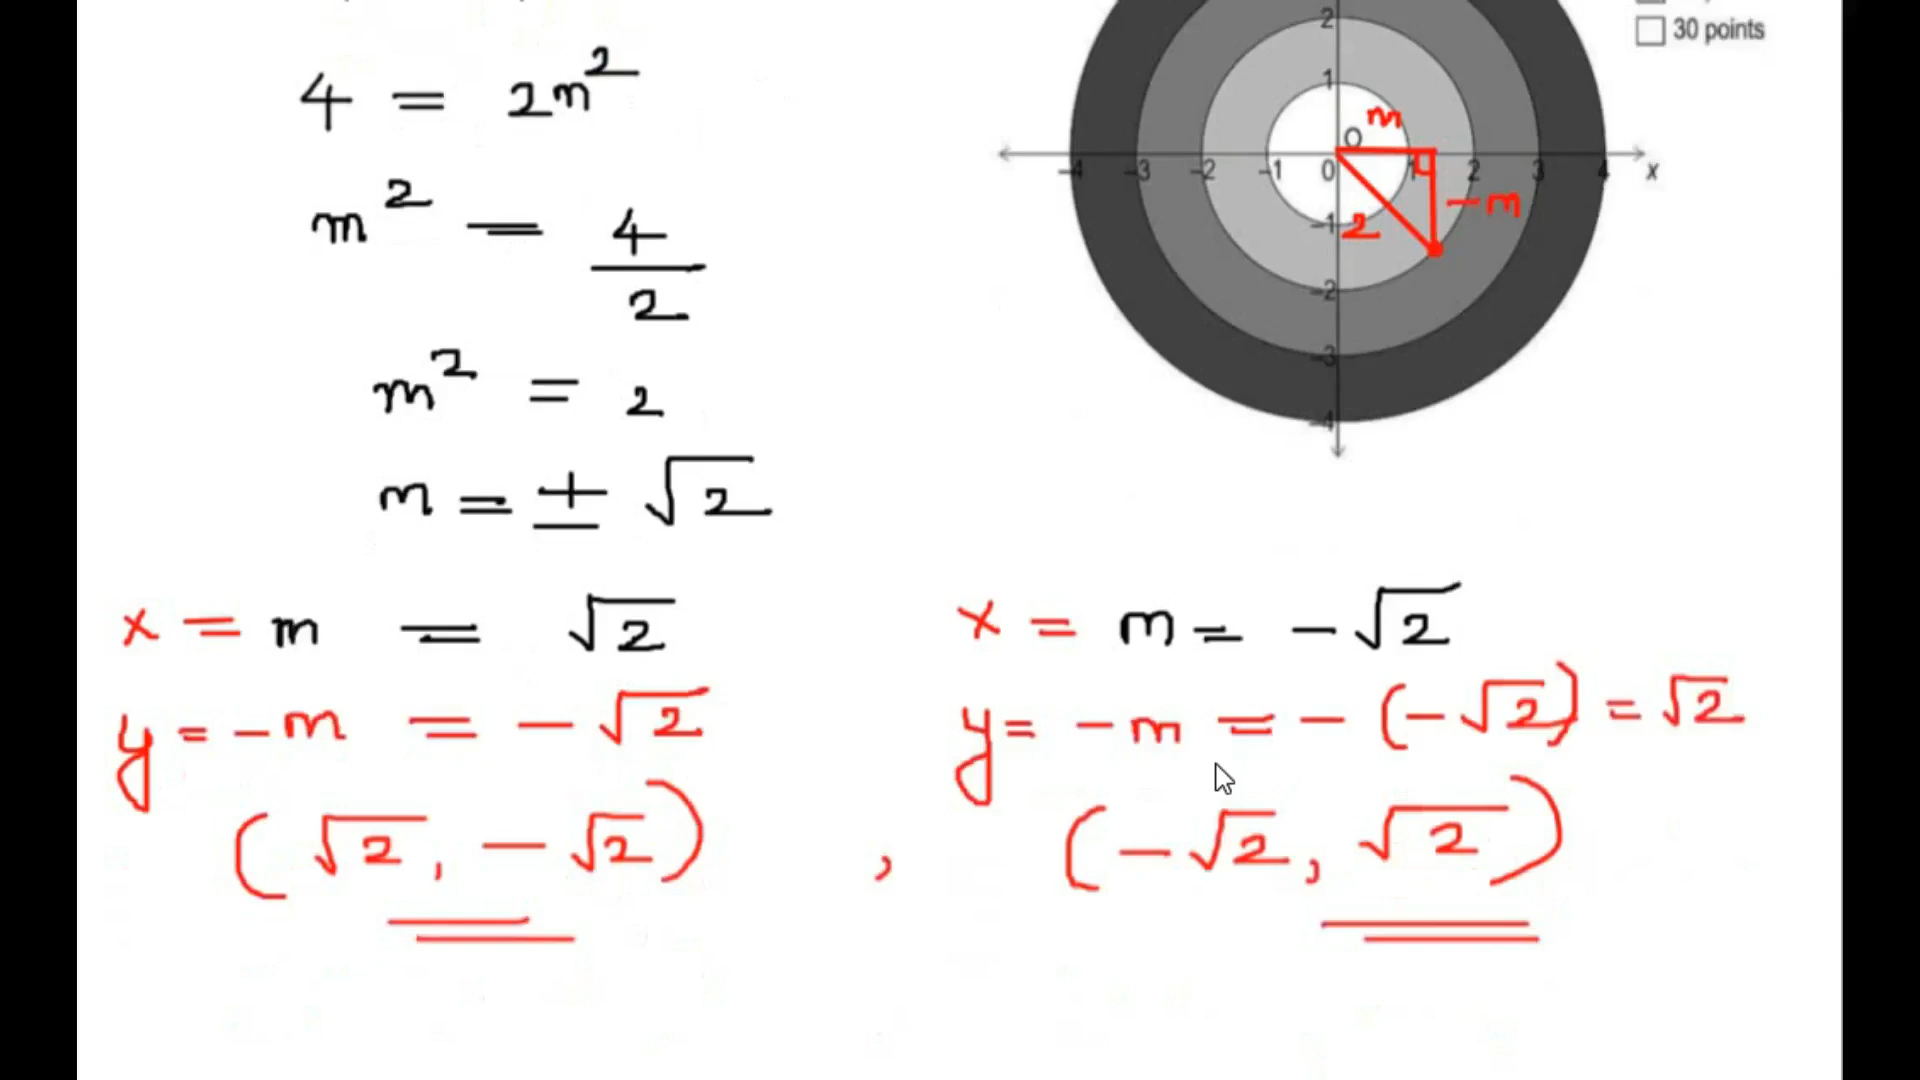 30 points
4 = 2m²
m² = 4/2
m² = 2
m = ± √2
2
1
O
m
-4 -3 -2 -1 0 1 2 3 4 x
-m
-1
2
-2
-3
-4
x = m = √2
y = -m = -√2
(√2, -√2) ,
x = m = -√2
y = -m = -(-√2) = √2
(-√2, √2)